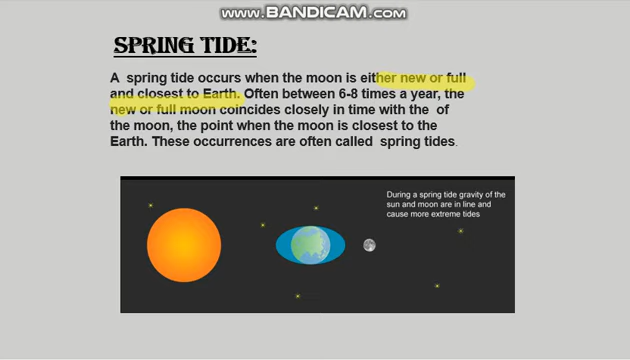 www.BANDICAM.com
SPRING TIDE:
A spring tide occurs when the moon is either new or full
and closest to Earth. Often between 6-8 times a year, the
new or full moon coincides closely in time with the of
the moon, the point when the moon is closest to the
Earth. These occurrences are often called spring tides.
During a spring tide gravity of the
sun and moon are in line and
cause more extreme tides